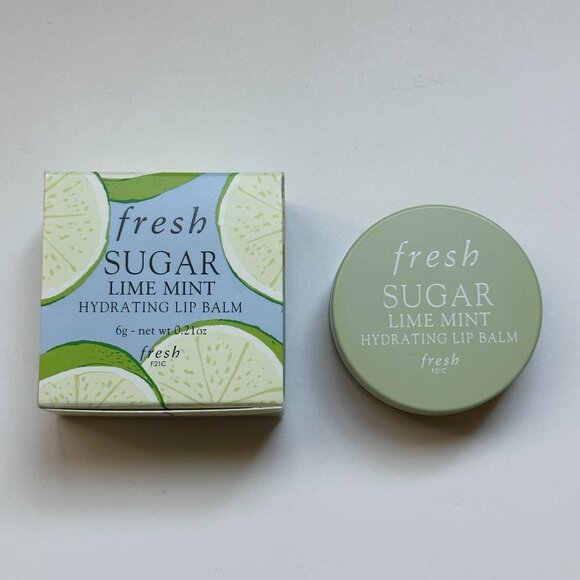 fresh
SUGAR
LIME MINT
HYDRATING LIP BALM
6g - net wt 0.21oz
fresh
F21C
fresh
SUGAR
LIME MINT
HYDRATING LIP BALM
fresh
F21C